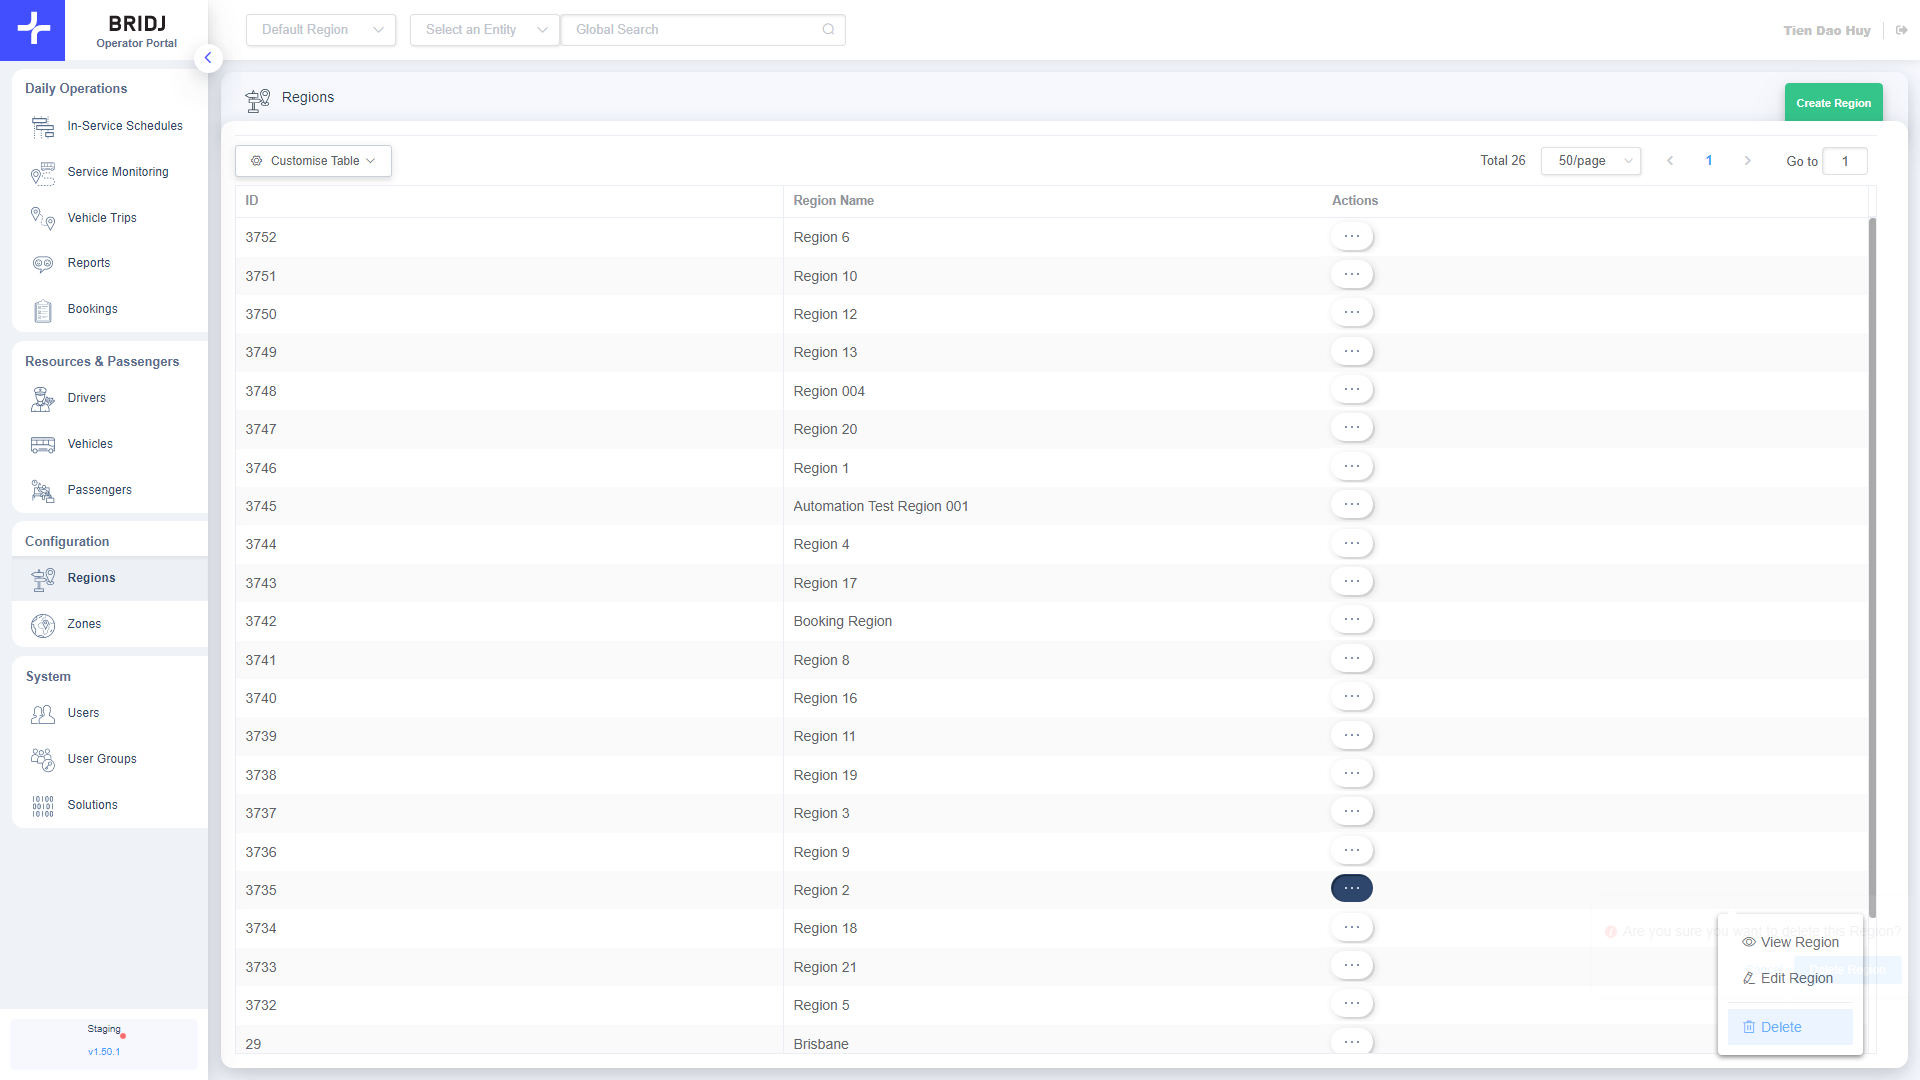 BRIDJ
Operator Portal
Default Region
Select an Entity
Global Search
Tien Dao Huy
Daily Operations
In-Service Schedules
Service Monitoring
Vehicle Trips
Reports
Bookings
Resources & Passengers
Drivers
Vehicles
Passengers
Configuration
Regions
Zones
System
Users
User Groups
Solutions
Staging
v1.50.1
Regions
Create Region
Customise Table
Total 26
50/page
1
Go to
1
ID Region Name Actions
3752 Region 6
3751 Region 10
3750 Region 12
3749 Region 13
3748 Region 004
3747 Region 20
3746 Region 1
3745 Automation Test Region 001
3744 Region 4
3743 Region 17
3742 Booking Region
3741 Region 8
3740 Region 16
3739 Region 11
3738 Region 19
3737 Region 3
3736 Region 9
3735 Region 2
3734 Region 18
3733 Region 21
3732 Region 5
29 Brisbane
Are you sure you want to delete this Region?
View Region
Edit Region
Delete